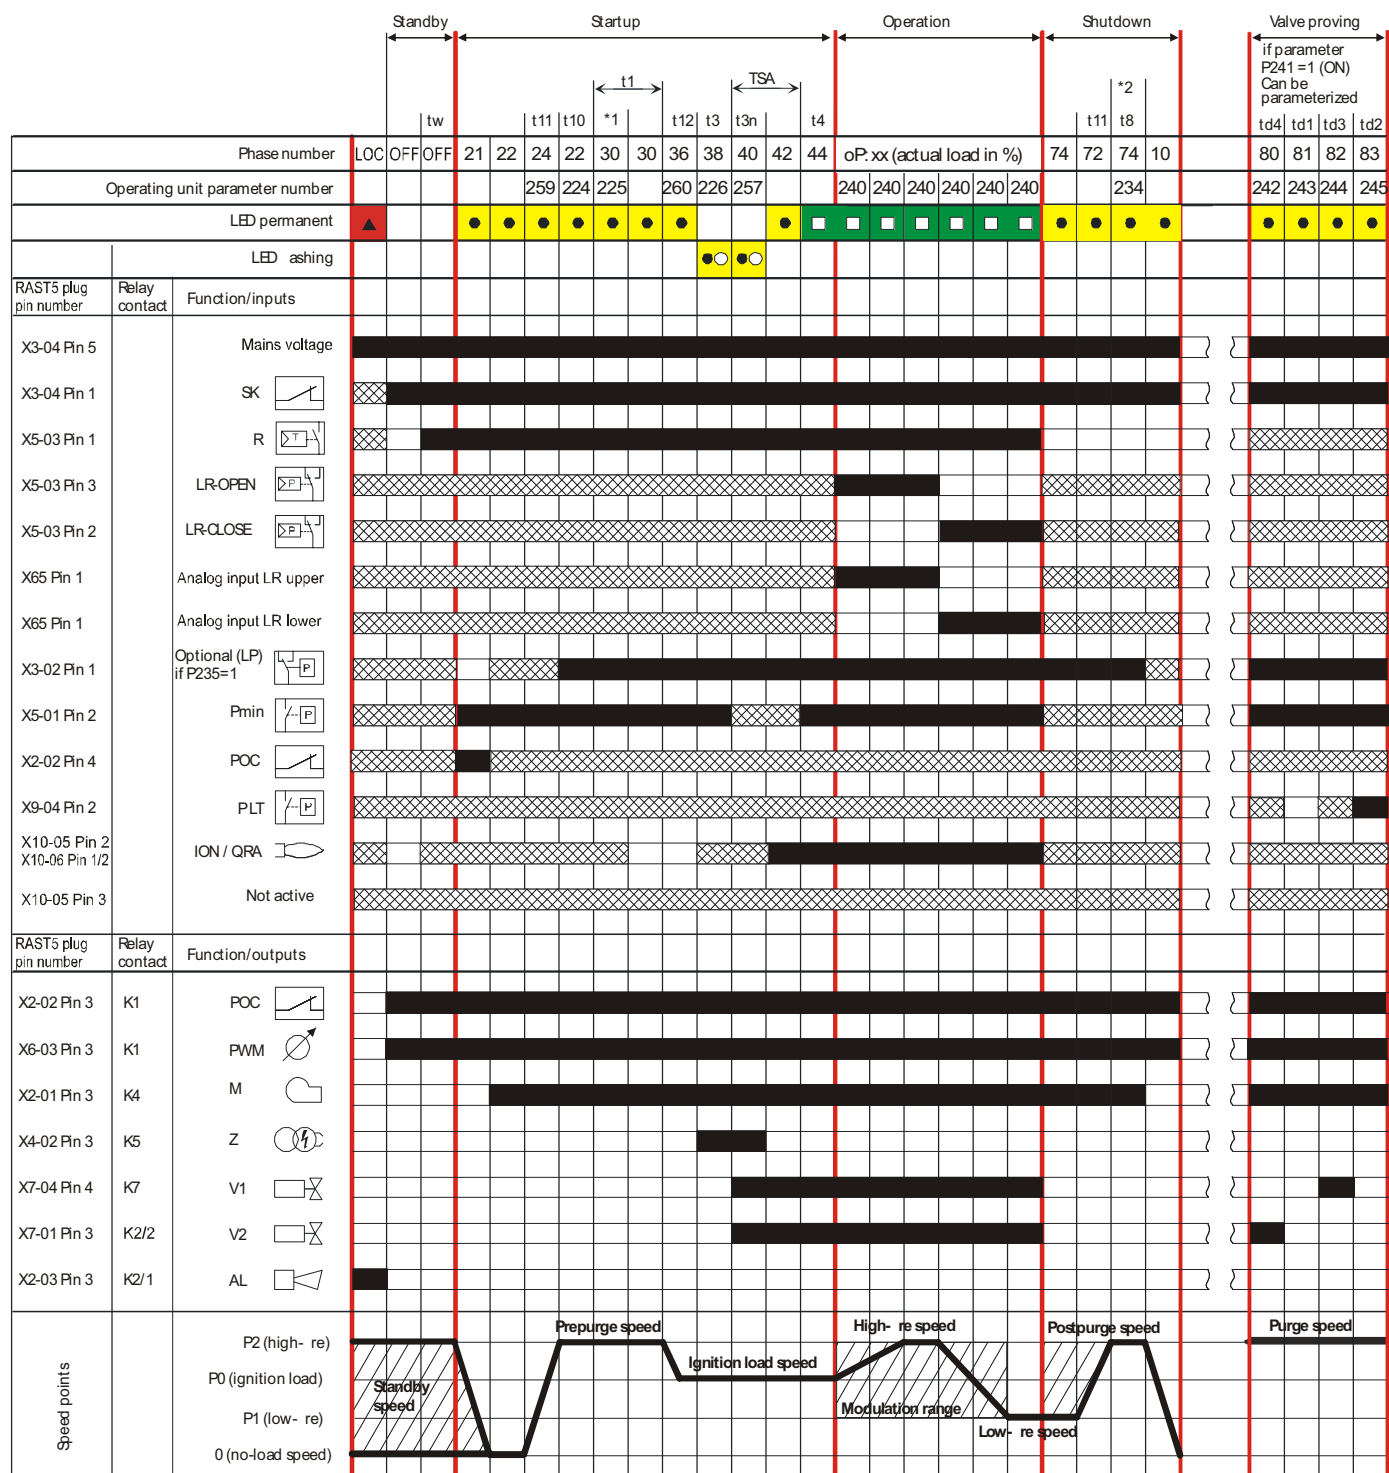 Standby Startup Operation Shutdown Valve proving
if parameter
P241 =1 (ON)
Can be
parameterized
t1 TSA *2
tw t11 t10 *1 t12 t3 t3n t4 t11 t8 td4 td1 td3 td2
Phase number LOC OFF OFF 21 22 24 22 30 30 36 38 40 42 44 oP: xx (actual load in %) 74 72 74 10 80 81 82 83
Operating unit parameter number 259 224 225 260 226 257 240 240 240 240 240 240 234 242 243 244 245
LED permanent
LED ashing
RAST5 plug pin number
Relay contact
Function/inputs
X3-04 Pin 5 Mains voltage
X3-04 Pin 1 SK
X5-03 Pin 1 R T
X5-03 Pin 3 LR-OPEN P
X5-03 Pin 2 LR-CLOSE P
X65 Pin 1 Analog input LR upper
X65 Pin 1 Analog input LR lower
X3-02 Pin 1 Optional (LP) P
if P235=1
X5-01 Pin 2 Pmin P
X2-02 Pin 4 POC
X9-04 Pin 2 PLT P
X10-05 Pin 2
X10-06 Pin 1/2 ION / QRA
X10-05 Pin 3 Not active
RAST5 plug pin number
Relay contact
Function/outputs
X2-02 Pin 3 K1 POC
X6-03 Pin 3 K1 PWM
X2-01 Pin 3 K4 M
X4-02 Pin 3 K5 Z
X7-04 Pin 4 K7 V1
X7-01 Pin 3 K2/2 V2
X2-03 Pin 3 K2/1 AL
Speed points
P2 (high- re)
P0 (ignition load)
P1 (low- re)
0 (no-load speed)
Standby
speed
Prepurge speed
Ignition load speed
High- re speed
Modulation range
Low- re speed
Postpurge speed
Purge speed